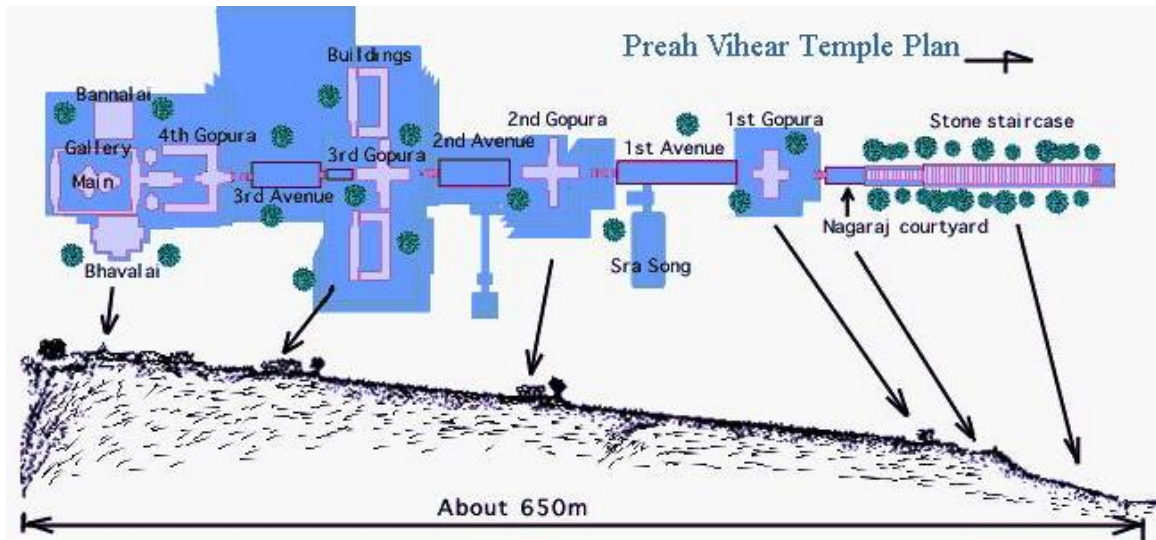 Preah Vihear Temple Plan
Buildings
Bannalai
4th Gopura
2nd Gopura
1st Gopura
Stone staircase
Gallery
2nd Avenue
1st Avenue
3rd Gopura
Main
3rd Avenue
Nagaraj courtyard
Bhavalai
Sra Song
About 650m